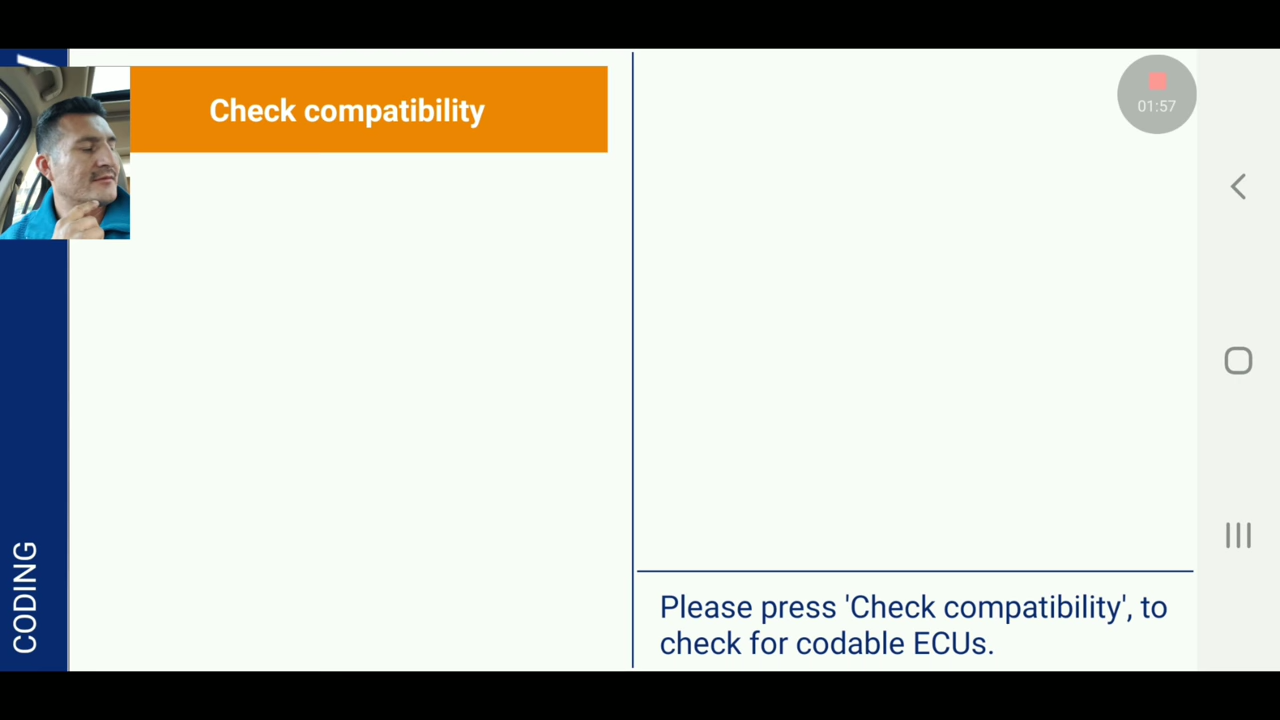 Check compatibility
01:57
CODING
Please press 'Check compatibility', to
check for codable ECUs.